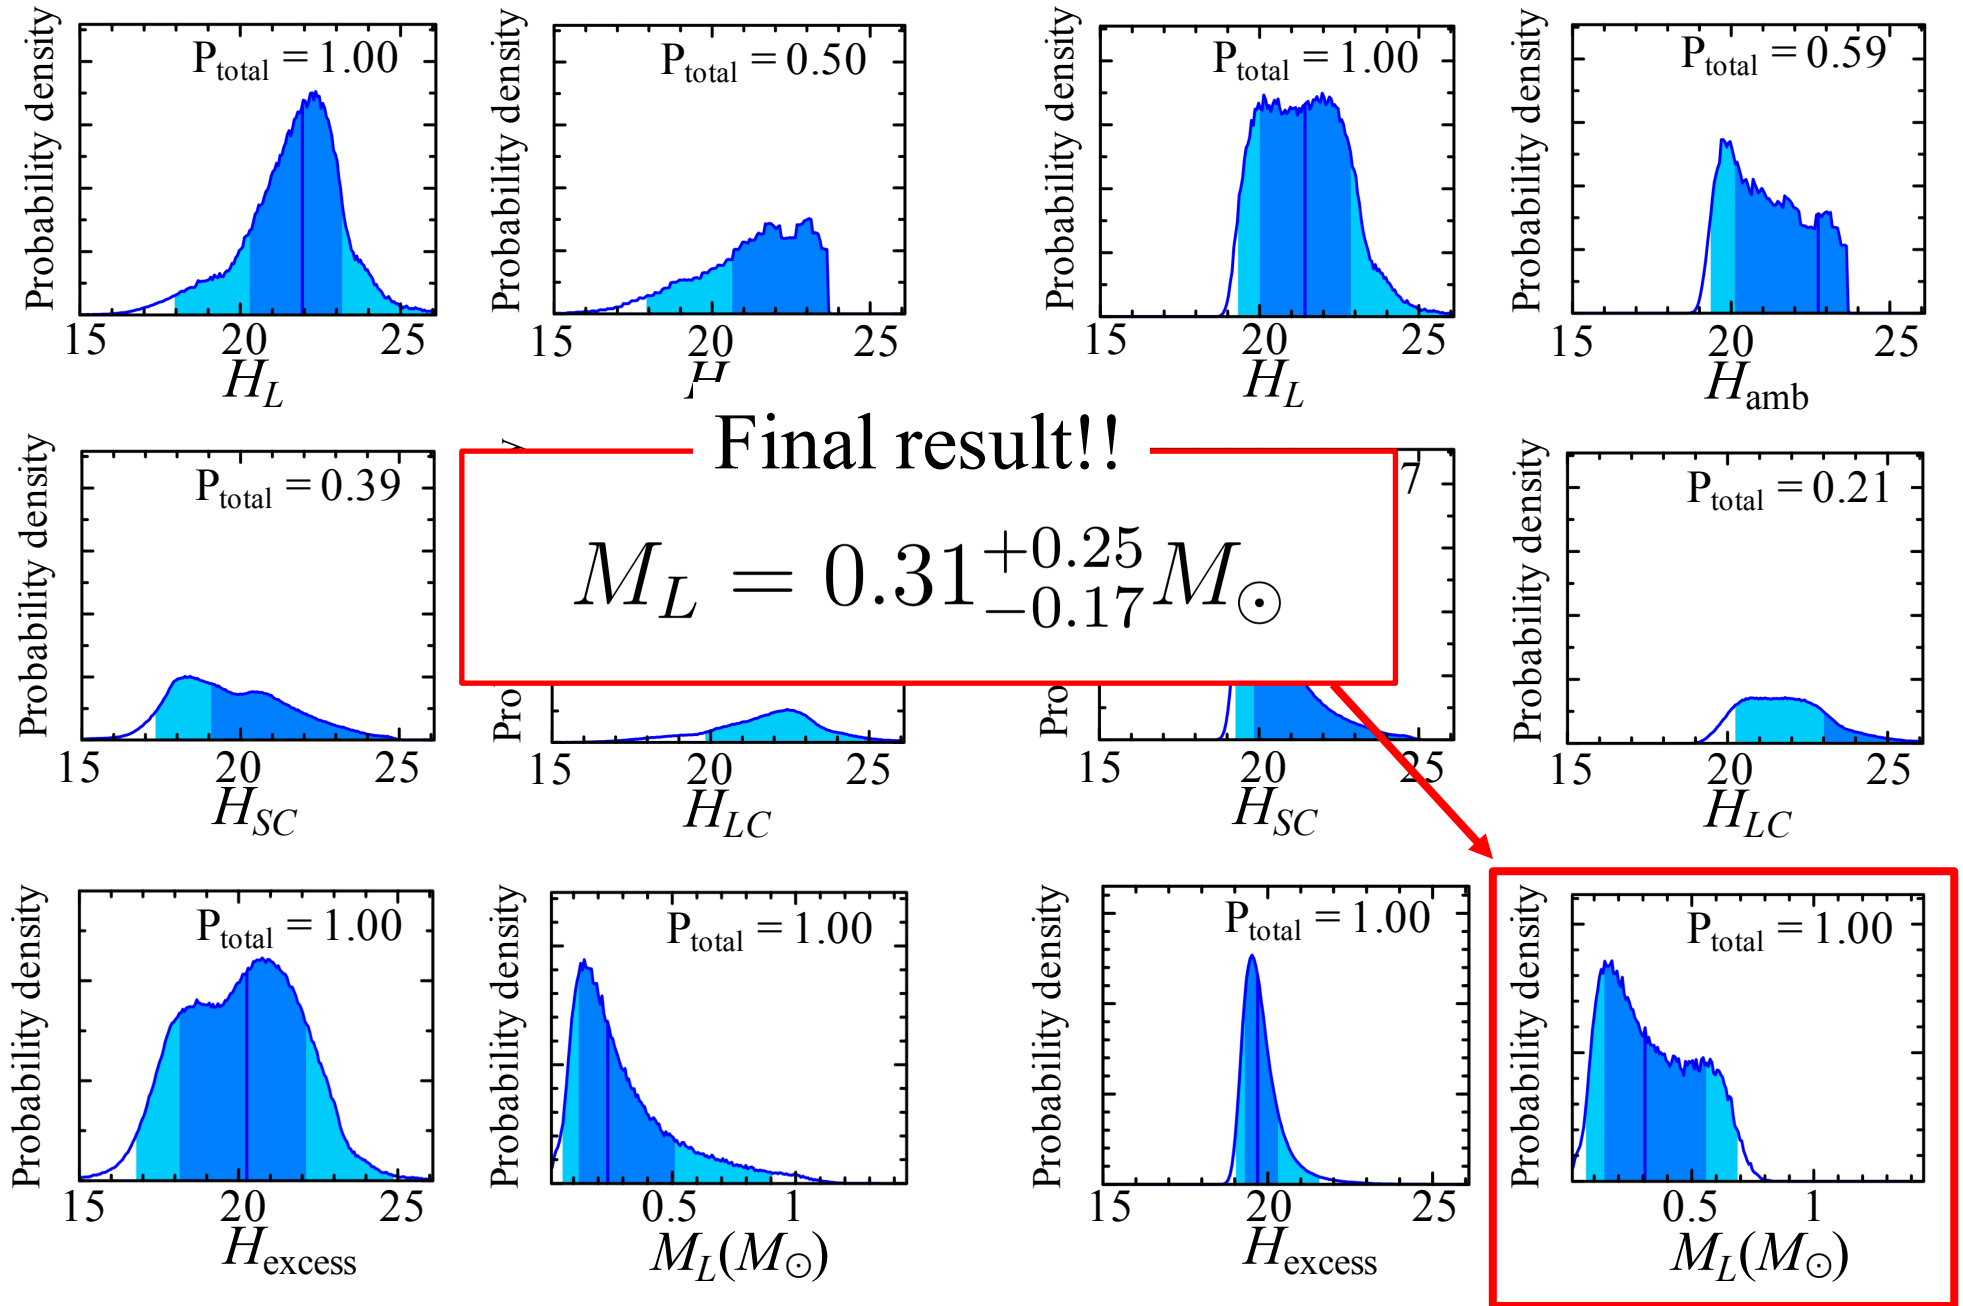 Probability density
P_total = 1.00
15 20 25
H_L
Probability density
P_total = 0.50
15 20 25
H
Probability density
P_total = 1.00
15 20 25
H_L
Probability density
P_total = 0.59
15 20 25
H_amb
Final result!!
M_L = 0.31^{+0.25}_{-0.17} M_⊙
Probability density
P_total = 0.39
15 20 25
H_SC
Pro
15 20 25
H_LC
Pro
7
15 20 25
H_SC
Probability density
P_total = 0.21
15 20 25
H_LC
Probability density
P_total = 1.00
15 20 25
H_excess
Probability density
P_total = 1.00
0.5 1
M_L(M_⊙)
Probability density
P_total = 1.00
15 20 25
H_excess
Probability density
P_total = 1.00
0.5 1
M_L(M_⊙)